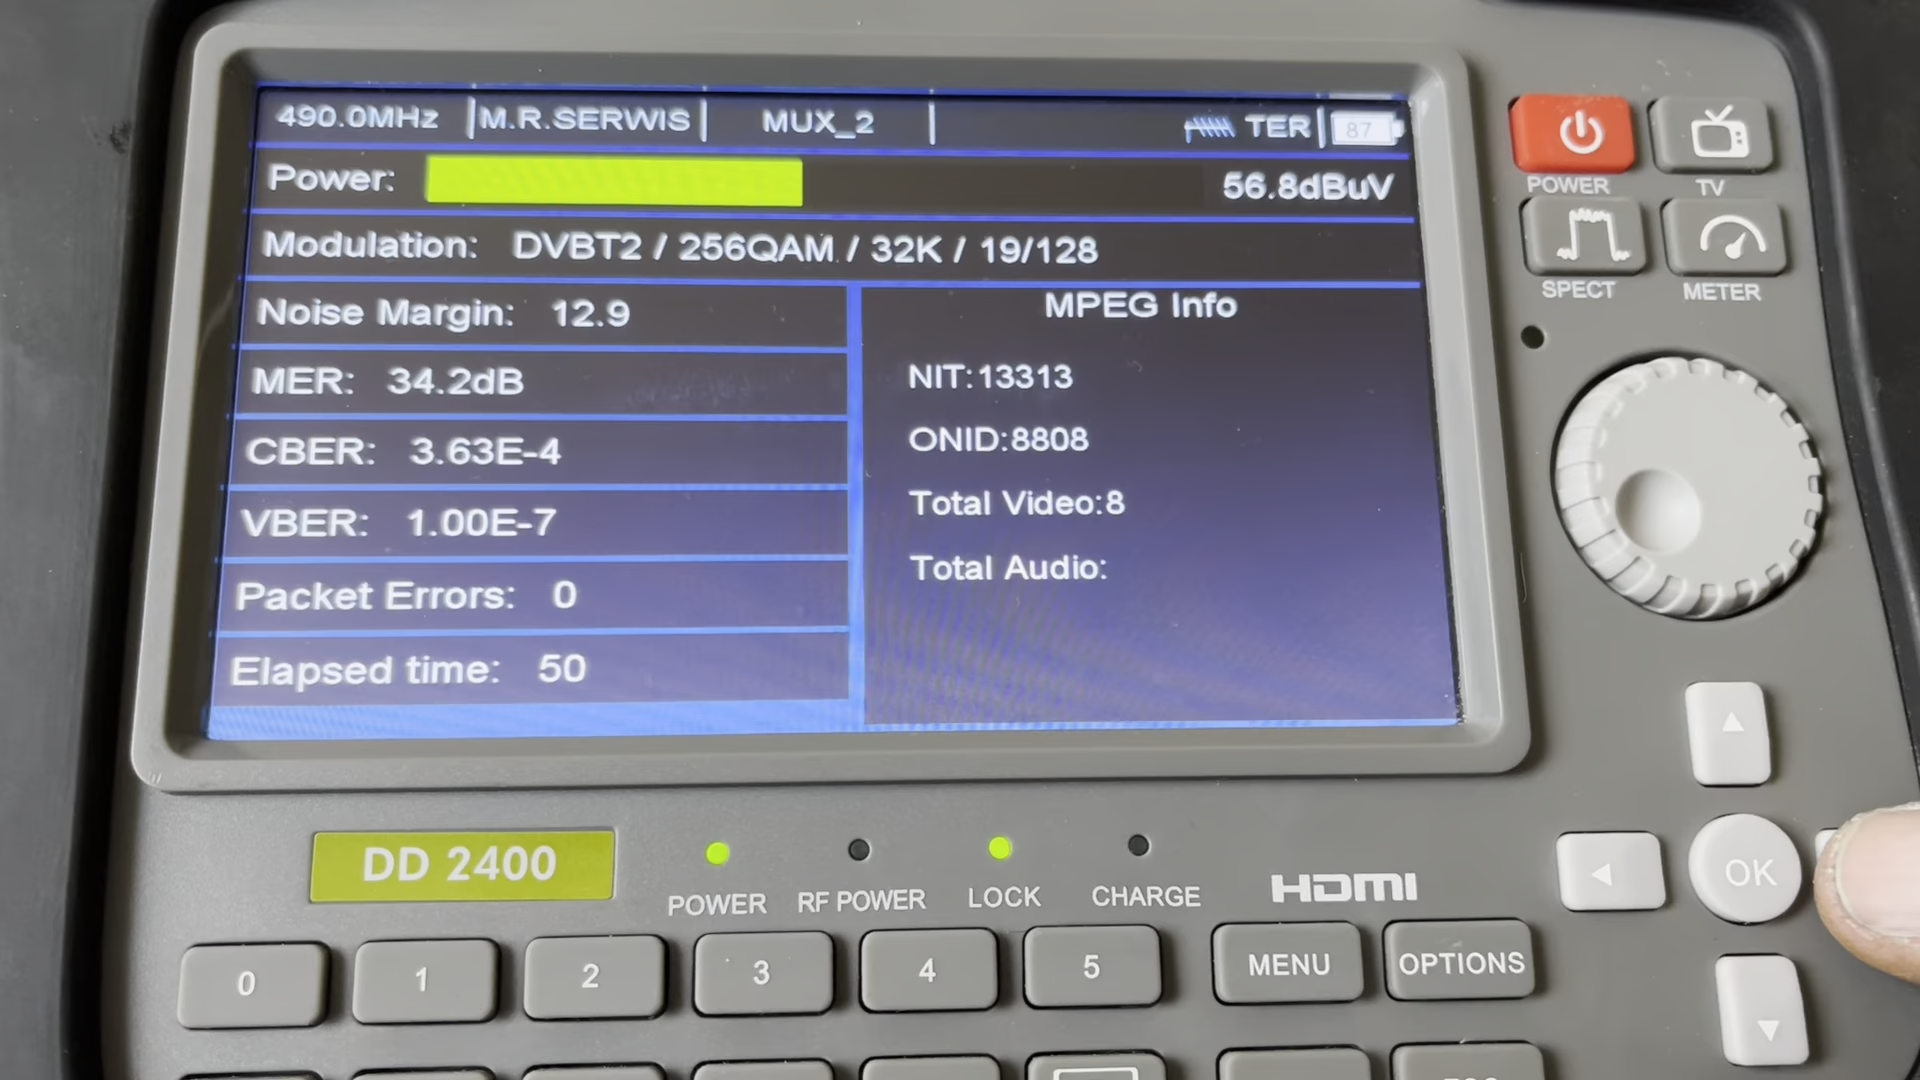 490.0MHz M.R.SERWIS MUX_2 TER 87
Power: 56.8dBuV
Modulation: DVBT2 / 256QAM / 32K / 19/128
Noise Margin: 12.9
MER: 34.2dB
CBER: 3.63E-4
VBER: 1.00E-7
Packet Errors: 0
Elapsed time: 50
MPEG Info
NIT:13313
ONID:8808
Total Video:8
Total Audio:
POWER TV
SPECT METER
DD 2400
POWER RF POWER LOCK CHARGE
HDMI
OK
0 1 2 3 4 5 MENU OPTIONS